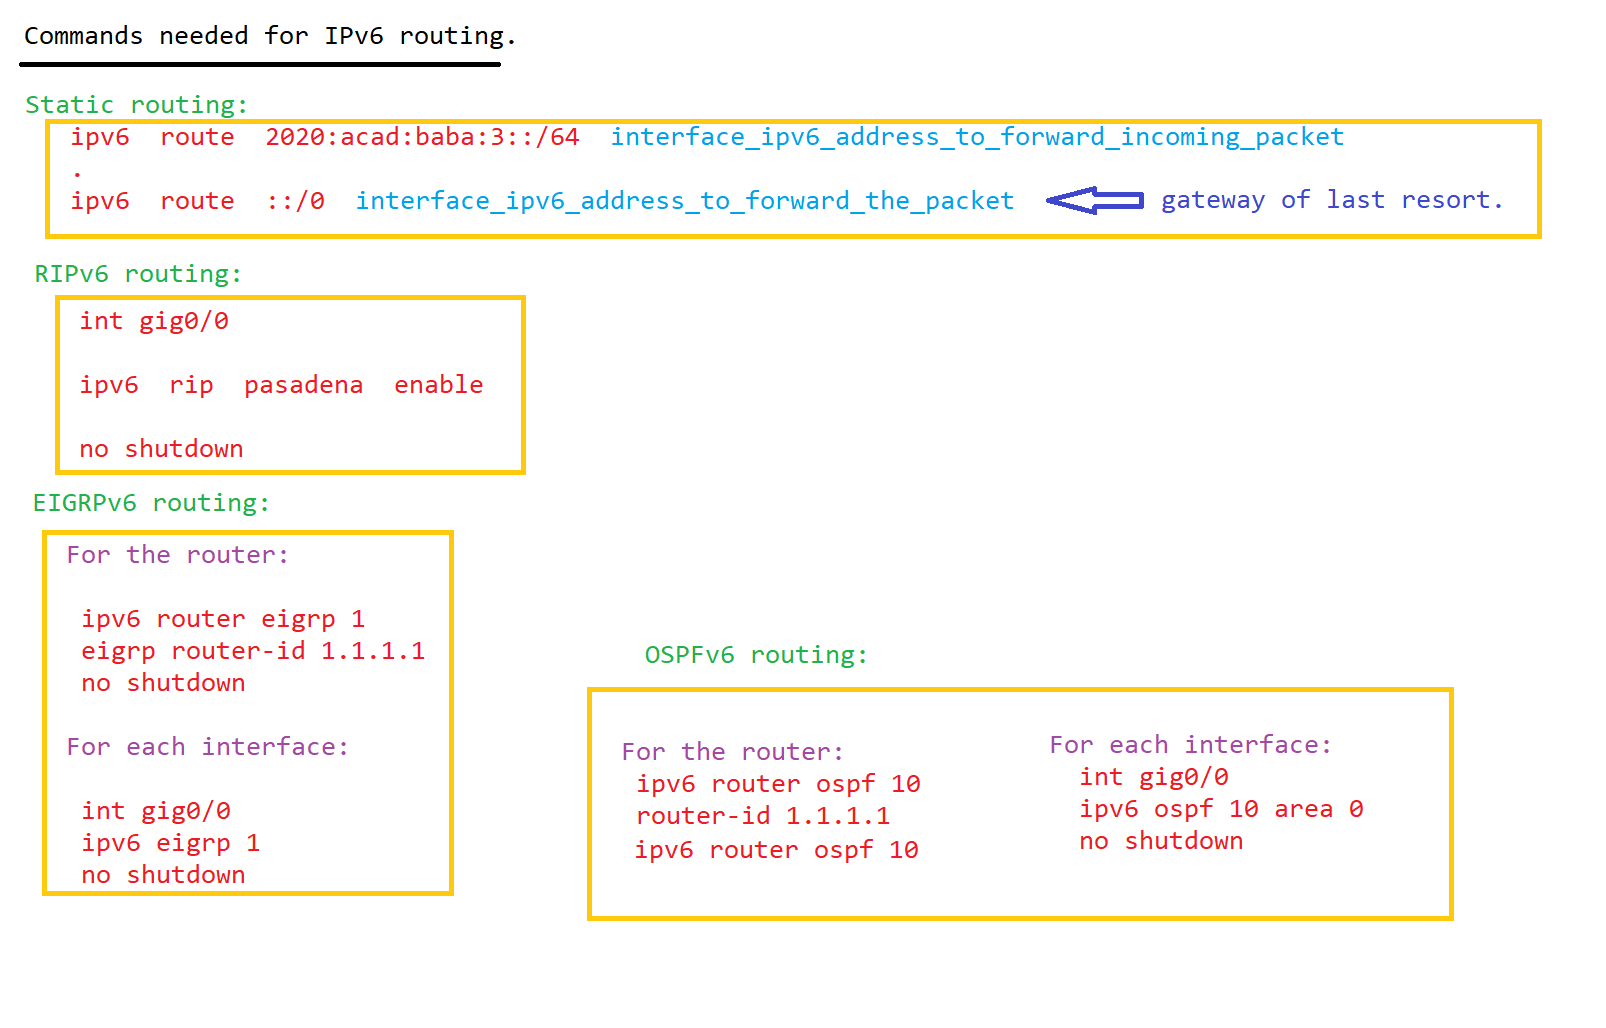 Commands needed for IPv6 routing.
Static routing:
ipv6  route  2020:acad:baba:3::/64  interface_ipv6_address_to_forward_incoming_packet
.
ipv6  route  ::/0  interface_ipv6_address_to_forward_the_packet  gateway of last resort.
RIPv6 routing:
int gig0/0
ipv6  rip  pasadena  enable
no shutdown
EIGRPv6 routing:
For the router:
ipv6 router eigrp 1
eigrp router-id 1.1.1.1
no shutdown
For each interface:
int gig0/0
ipv6 eigrp 1
no shutdown
OSPFv6 routing:
For the router:
ipv6 router ospf 10
router-id 1.1.1.1
ipv6 router ospf 10
For each interface:
int gig0/0
ipv6 ospf 10 area 0
no shutdown